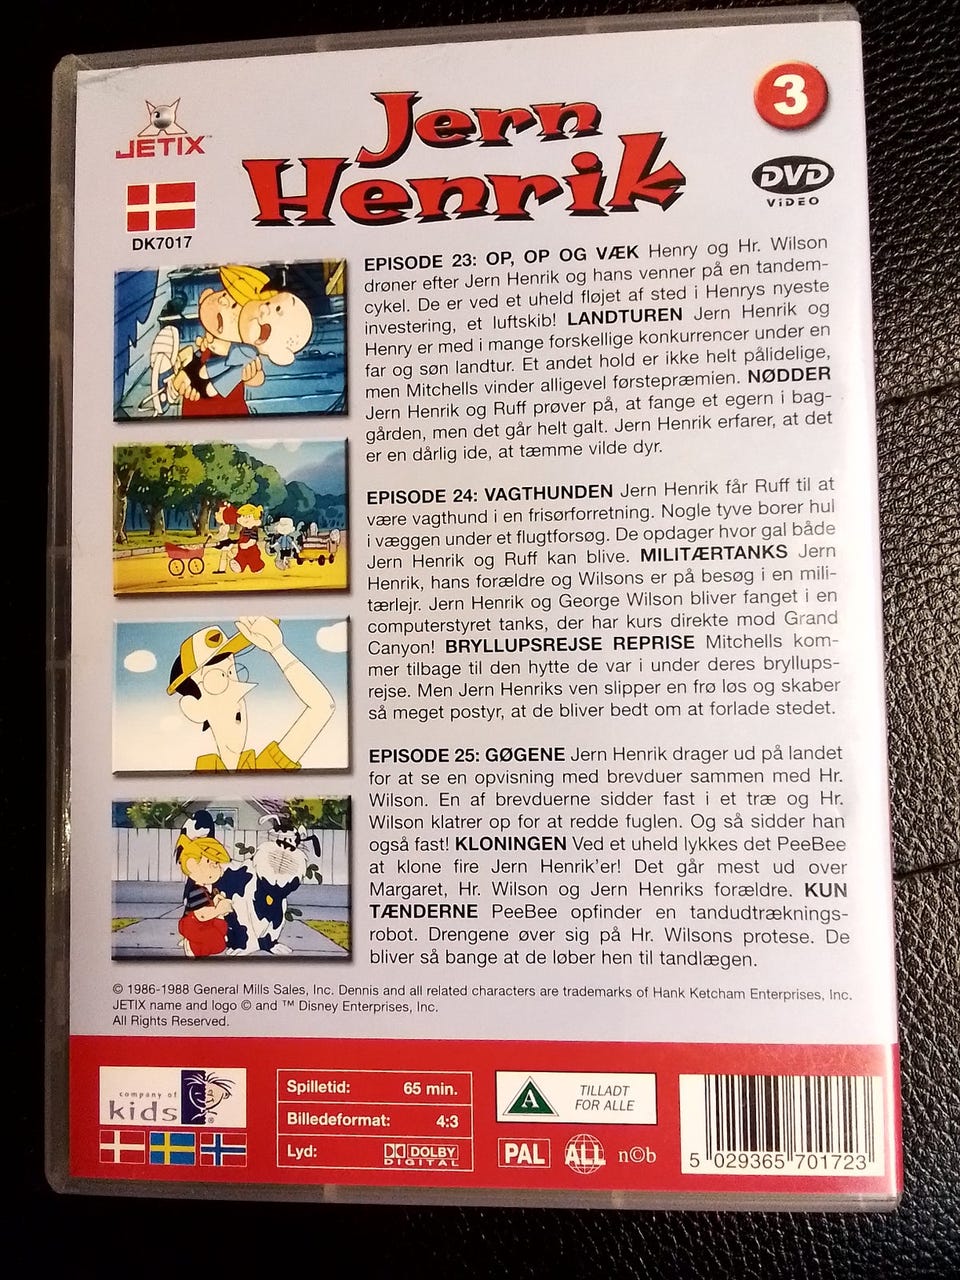 3
JETIX™
Jern
Henrik
DVD
VIDEO
DK7017
EPISODE 23: OP, OP OG VÆK Henry og Hr. Wilson
drøner efter Jern Henrik og hans venner på en tandem-
cykel. De er ved et uheld fløjet af sted i Henrys nyeste
investering, et luftskib! LANDTUREN Jern Henrik og
Henry er med i mange forskellige konkurrencer under en
far og søn landtur. Et andet hold er ikke helt pålidelige,
men Mitchells vinder alligevel førstepræmien. NØDDER
Jern Henrik og Ruff prøver på, at fange et egern i bag-
gården, men det går helt galt. Jern Henrik erfarer, at det
er en dårlig ide, at tæmme vilde dyr.
EPISODE 24: VAGTHUNDEN Jern Henrik får Ruff til at
være vagthund i en frisørforretning. Nogle tyve borer hul
i væggen under et flugtforsøg. De opdager hvor gal både
Jern Henrik og Ruff kan blive. MILITÆRTANKS Jern
Henrik, hans forældre og Wilsons er på besøg i en mili-
tærlejr. Jern Henrik og George Wilson bliver fanget i en
computerstyret tanks, der har kurs direkte mod Grand
Canyon! BRYLLUPSREJSE REPRISE Mitchells kom-
mer tilbage til den hytte de var i under deres bryllups-
rejse. Men Jern Henriks ven slipper en frø løs og skaber
så meget postyr, at de bliver bedt om at forlade stedet.
EPISODE 25: GØGENE Jern Henrik drager ud på landet
for at se en opvisning med brevduer sammen med Hr.
Wilson. En af brevduerne sidder fast i et træ og Hr.
Wilson klatrer op for at redde fuglen. Og så sidder han
også fast! KLONINGEN Ved et uheld lykkes det PeeBee
at klone fire Jern Henrik'er! Det går mest ud over
Margaret, Hr. Wilson og Jern Henriks forældre. KUN
TÆNDERNE PeeBee opfinder en tandudtræknings-
robot. Drengene øver sig på Hr. Wilsons protese. De
bliver så bange at de løber hen til tandlægen.
© 1986-1988 General Mills Sales, Inc. Dennis and all related characters are trademarks of Hank Ketcham Enterprises, Inc.
JETIX name and logo © and ™ Disney Enterprises, Inc.
All Rights Reserved.
company of
kids®
Spilletid: 65 min.
Billedeformat: 4:3
Lyd: DOLBY
DIGITAL
A
TILLADT
FOR ALLE
PAL
ALL
n©b
5 029365 701723